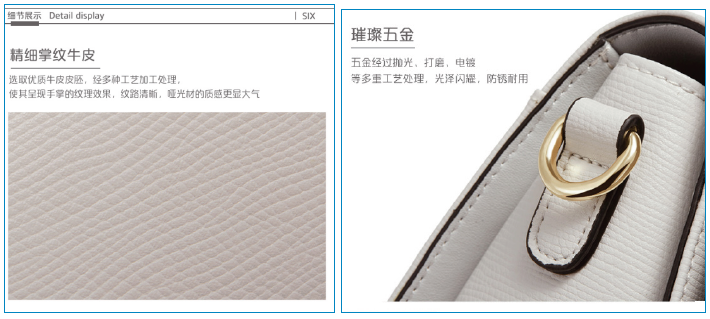 细节展示 Detail display | SIX
精细掌纹牛皮
选取优质牛皮皮胚，经多种工艺加工处理，
使其呈现手掌的纹理效果，纹路清晰，哑光材的质感更显大气
璀璨五金
五金经过抛光、打磨、电镀
等多重工艺处理，光泽闪耀，防锈耐用